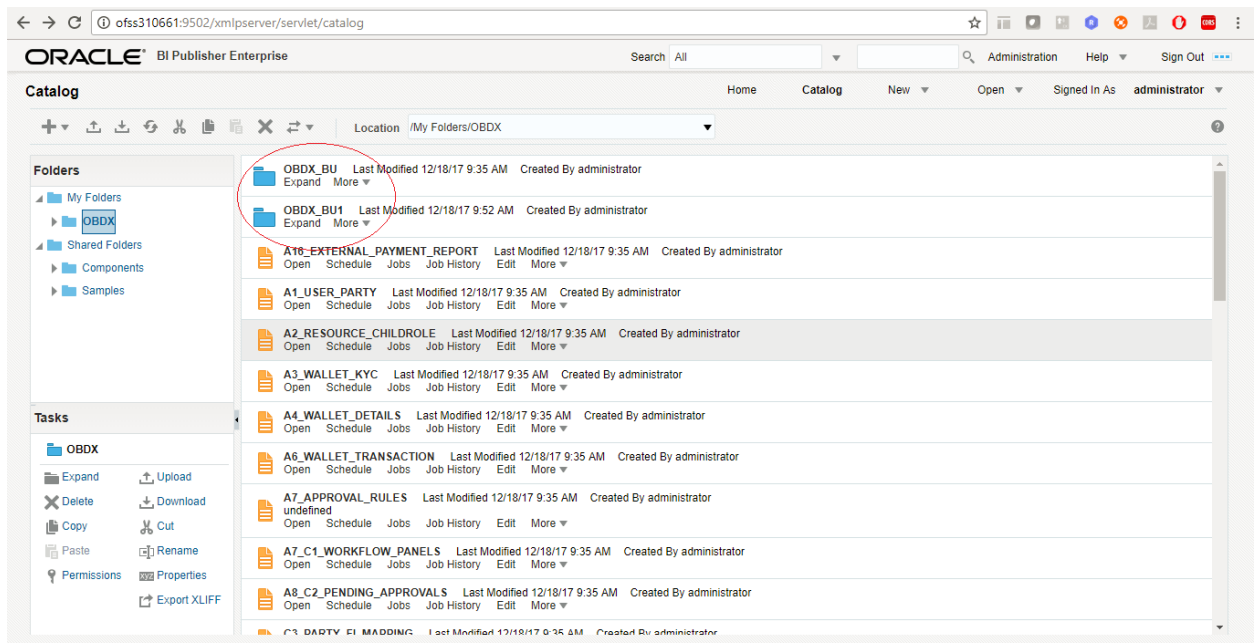 ofss310661:9502/xmlpserver/servlet/catalog
ORACLE BI Publisher Enterprise Search All Administration Help Sign Out
Catalog Home Catalog New Open Signed In As administrator
Location /My Folders/OBDX
Folders
My Folders
OBDX
Shared Folders
Components
Samples
Tasks
OBDX
Expand Upload
Delete Download
Copy Cut
Paste Rename
Permissions Properties
Export XLIFF
OBDX_BU Last Modified 12/18/17 9:35 AM Created By administrator
Expand More
OBDX_BU1 Last Modified 12/18/17 9:52 AM Created By administrator
Expand More
A16_EXTERNAL_PAYMENT_REPORT Last Modified 12/18/17 9:35 AM Created By administrator
Open Schedule Jobs Job History Edit More
A1_USER_PARTY Last Modified 12/18/17 9:35 AM Created By administrator
Open Schedule Jobs Job History Edit More
A2_RESOURCE_CHILDROLE Last Modified 12/18/17 9:35 AM Created By administrator
Open Schedule Jobs Job History Edit More
A3_WALLET_KYC Last Modified 12/18/17 9:35 AM Created By administrator
Open Schedule Jobs Job History Edit More
A4_WALLET_DETAILS Last Modified 12/18/17 9:35 AM Created By administrator
Open Schedule Jobs Job History Edit More
A6_WALLET_TRANSACTION Last Modified 12/18/17 9:35 AM Created By administrator
Open Schedule Jobs Job History Edit More
A7_APPROVAL_RULES Last Modified 12/18/17 9:35 AM Created By administrator
undefined
Open Schedule Jobs Job History Edit More
A7_C1_WORKFLOW_PANELS Last Modified 12/18/17 9:35 AM Created By administrator
Open Schedule Jobs Job History Edit More
A8_C2_PENDING_APPROVALS Last Modified 12/18/17 9:35 AM Created By administrator
Open Schedule Jobs Job History Edit More
C3_PARTY_FI_MAPPING Last Modified 12/18/17 9:35 AM Created By administrator